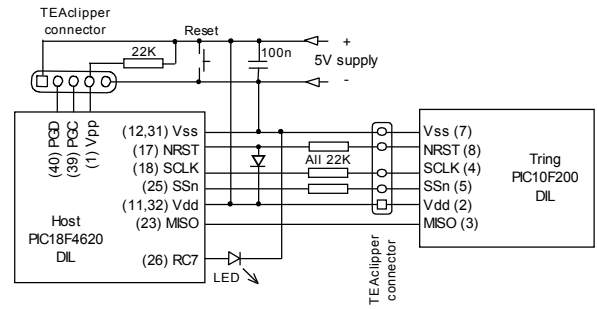 TEAclipper
connector
22K
Reset
100n
+
5V supply
-
(40) PGD
(39) PGC
(1) Vpp
(12,31) Vss
(17) NRST
(18) SCLK
(25) SSn
(11,32) Vdd
(23) MISO
(26) RC7
Host
PIC18F4620
DIL
All 22K
LED
Vss (7)
NRST (8)
SCLK (4)
SSn (5)
Vdd (2)
MISO (3)
Tring
PIC10F200
DIL
TEAclipper
connector